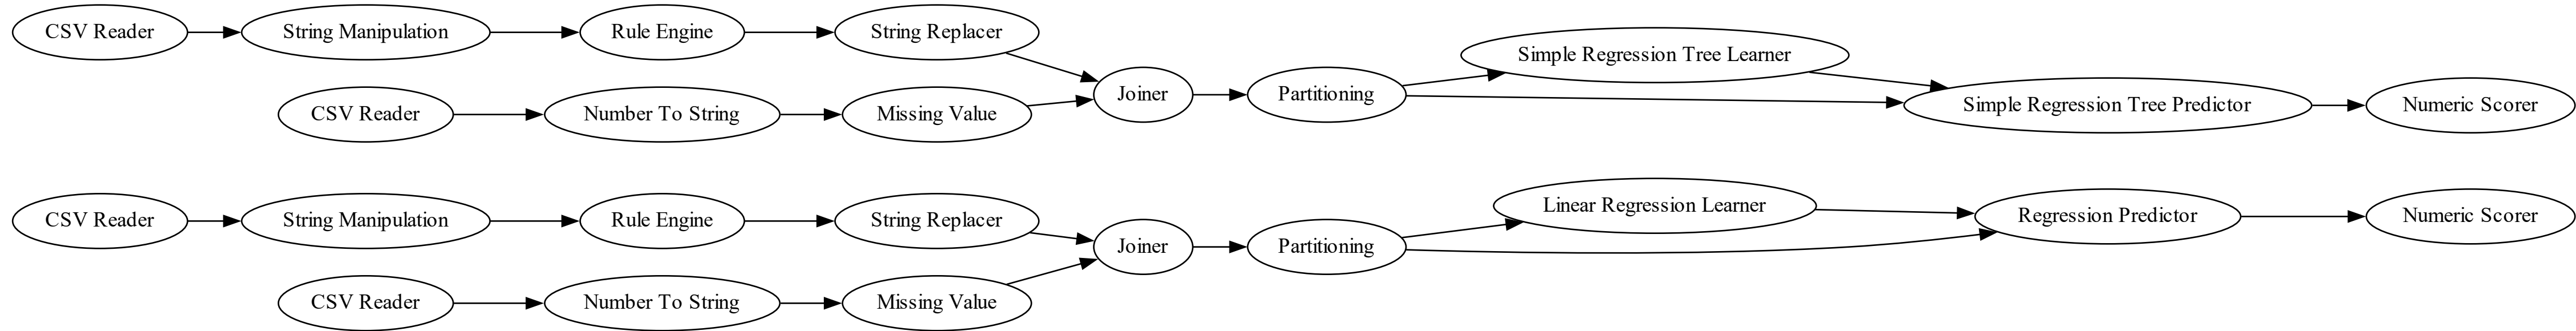 CSV Reader
String Manipulation
Rule Engine
String Replacer
CSV Reader
Number To String
Missing Value
Joiner
Partitioning
Simple Regression Tree Learner
Simple Regression Tree Predictor
Numeric Scorer
CSV Reader
String Manipulation
Rule Engine
String Replacer
CSV Reader
Number To String
Missing Value
Joiner
Partitioning
Linear Regression Learner
Regression Predictor
Numeric Scorer